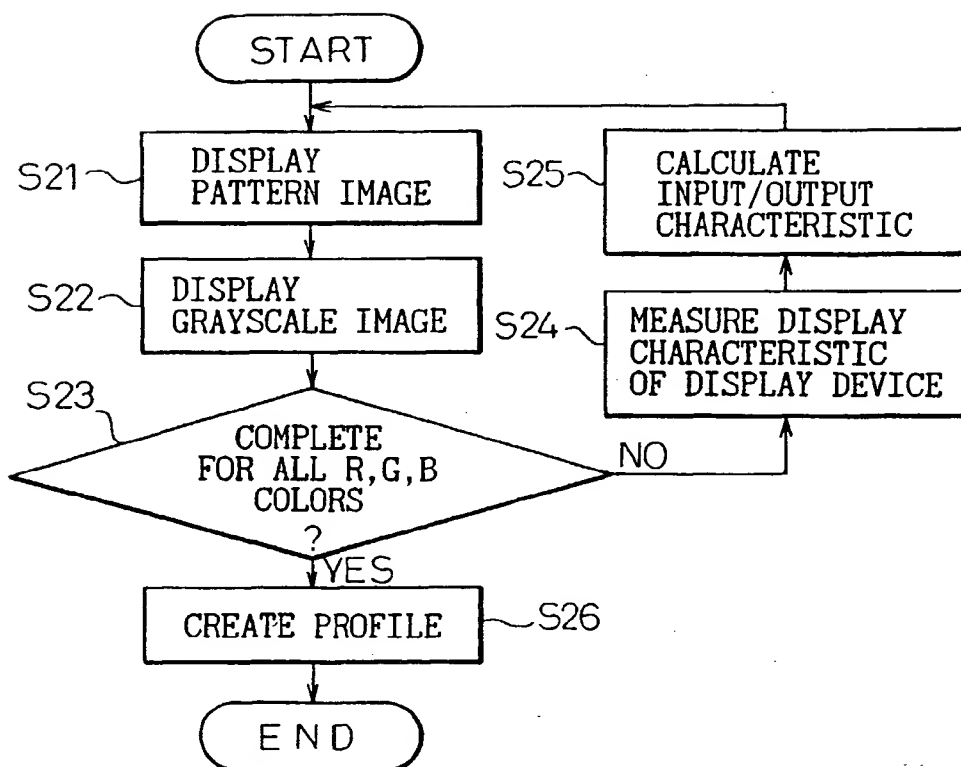 START
S21
DISPLAY
PATTERN IMAGE
S22
DISPLAY
GRAYSCALE IMAGE
S23
COMPLETE
FOR ALL R,G,B
COLORS
?
NO
YES
S24
MEASURE DISPLAY
CHARACTERISTIC
OF DISPLAY DEVICE
S25
CALCULATE
INPUT/OUTPUT
CHARACTERISTIC
CREATE PROFILE
S26
END